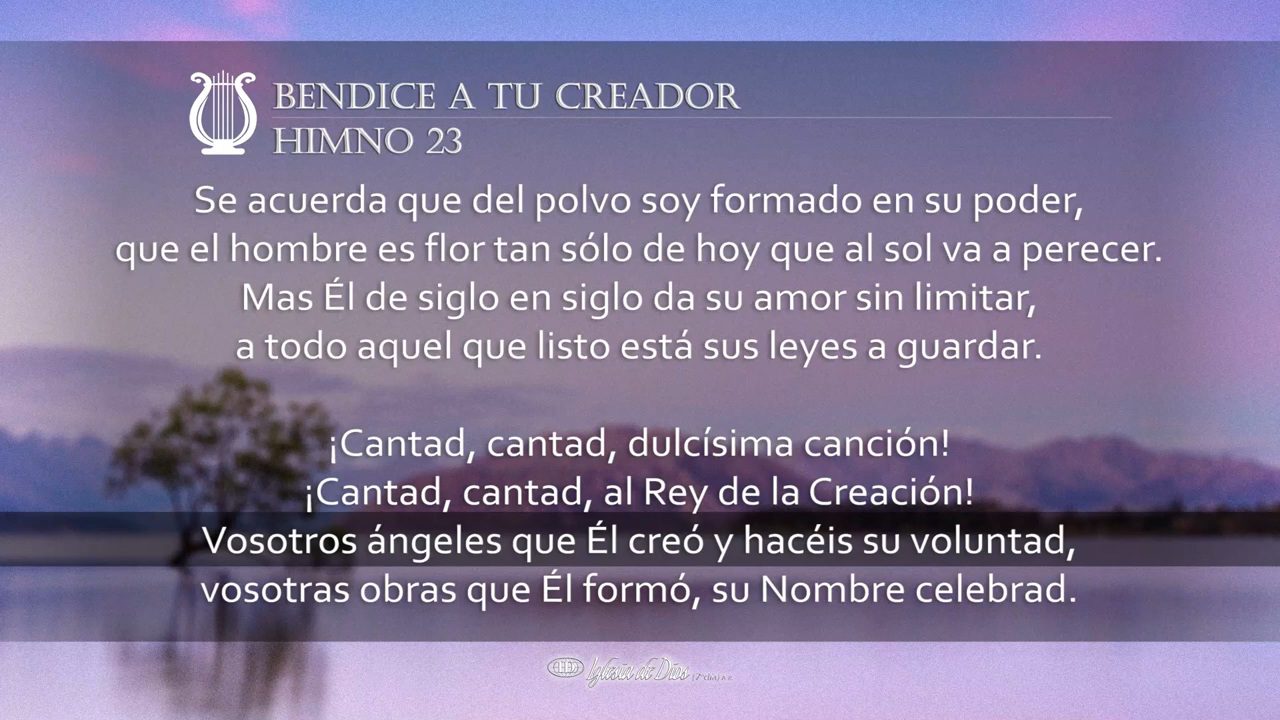 BENDICE A TU CREADOR
HIMNO 23
Se acuerda que del polvo soy formado en su poder,
que el hombre es flor tan sólo de hoy que al sol va a perecer.
Mas Él de siglo en siglo da su amor sin limitar,
a todo aquel que listo está sus leyes a guardar.
¡Cantad, cantad, dulcísima canción!
¡Cantad, cantad, al Rey de la Creación!
Vosotros ángeles que Él creó y hacéis su voluntad,
vosotras obras que Él formó, su Nombre celebrad.
Iglesia de Dios